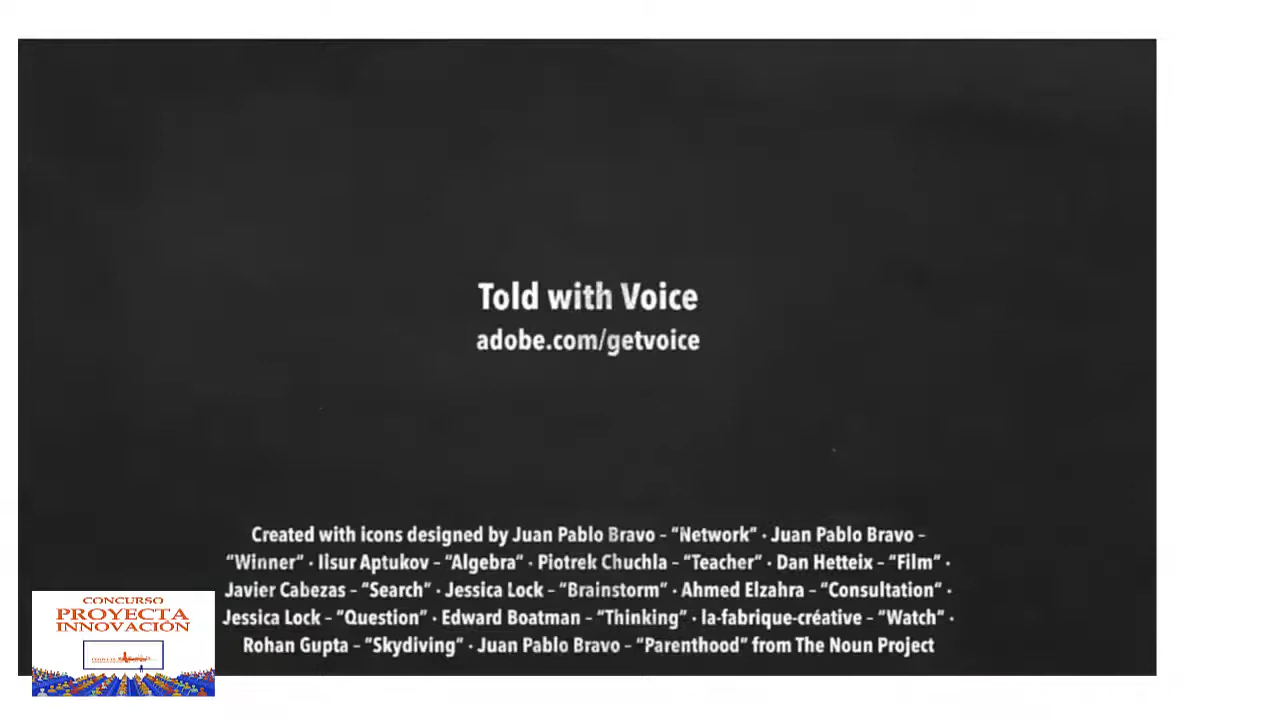 Told with Voice
adobe.com/getvoice
Created with icons designed by Juan Pablo Bravo – “Network” · Juan Pablo Bravo –
“Winner” · Ilsur Aptukov – “Algebra” · Piotrek Chuchla – “Teacher” · Dan Hetteix – “Film” ·
Javier Cabezas – “Search” · Jessica Lock – “Brainstorm” · Ahmed Elzahra – “Consultation” ·
Jessica Lock – “Question” · Edward Boatman – “Thinking” · la-fabrique-créative – “Watch” ·
Rohan Gupta – “Skydiving” · Juan Pablo Bravo – “Parenthood” from The Noun Project
CONCURSO
PROYECTA
INNOVACIÓN